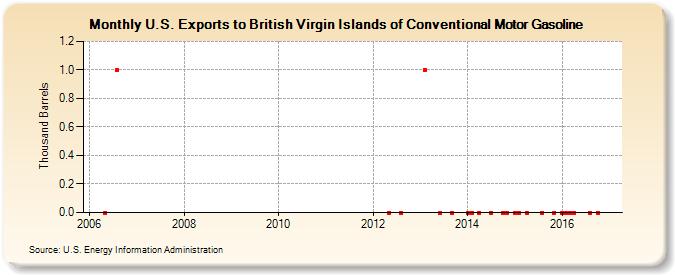 Monthly U.S. Exports to British Virgin Islands of Conventional Motor Gasoline
Thousand Barrels
1.2
1.0
0.8
0.6
0.4
0.2
0.0
2006 2008 2010 2012 2014 2016
Source: U.S. Energy Information Administration